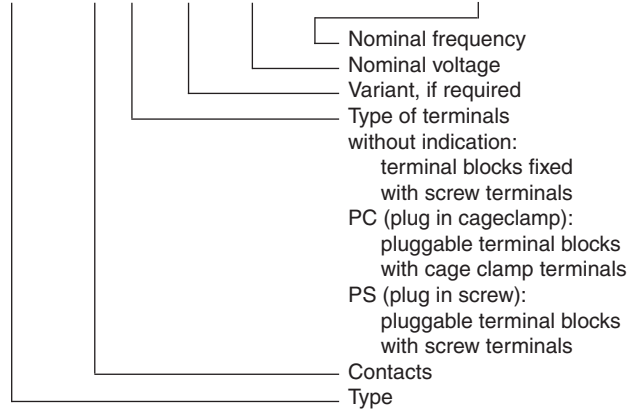 Nominal frequency
Nominal voltage
Variant, if required
Type of terminals
without indication:
terminal blocks fixed
with screw terminals
PC (plug in cageclamp):
pluggable terminal blocks
with cage clamp terminals
PS (plug in screw):
pluggable terminal blocks
with screw terminals
Contacts
Type